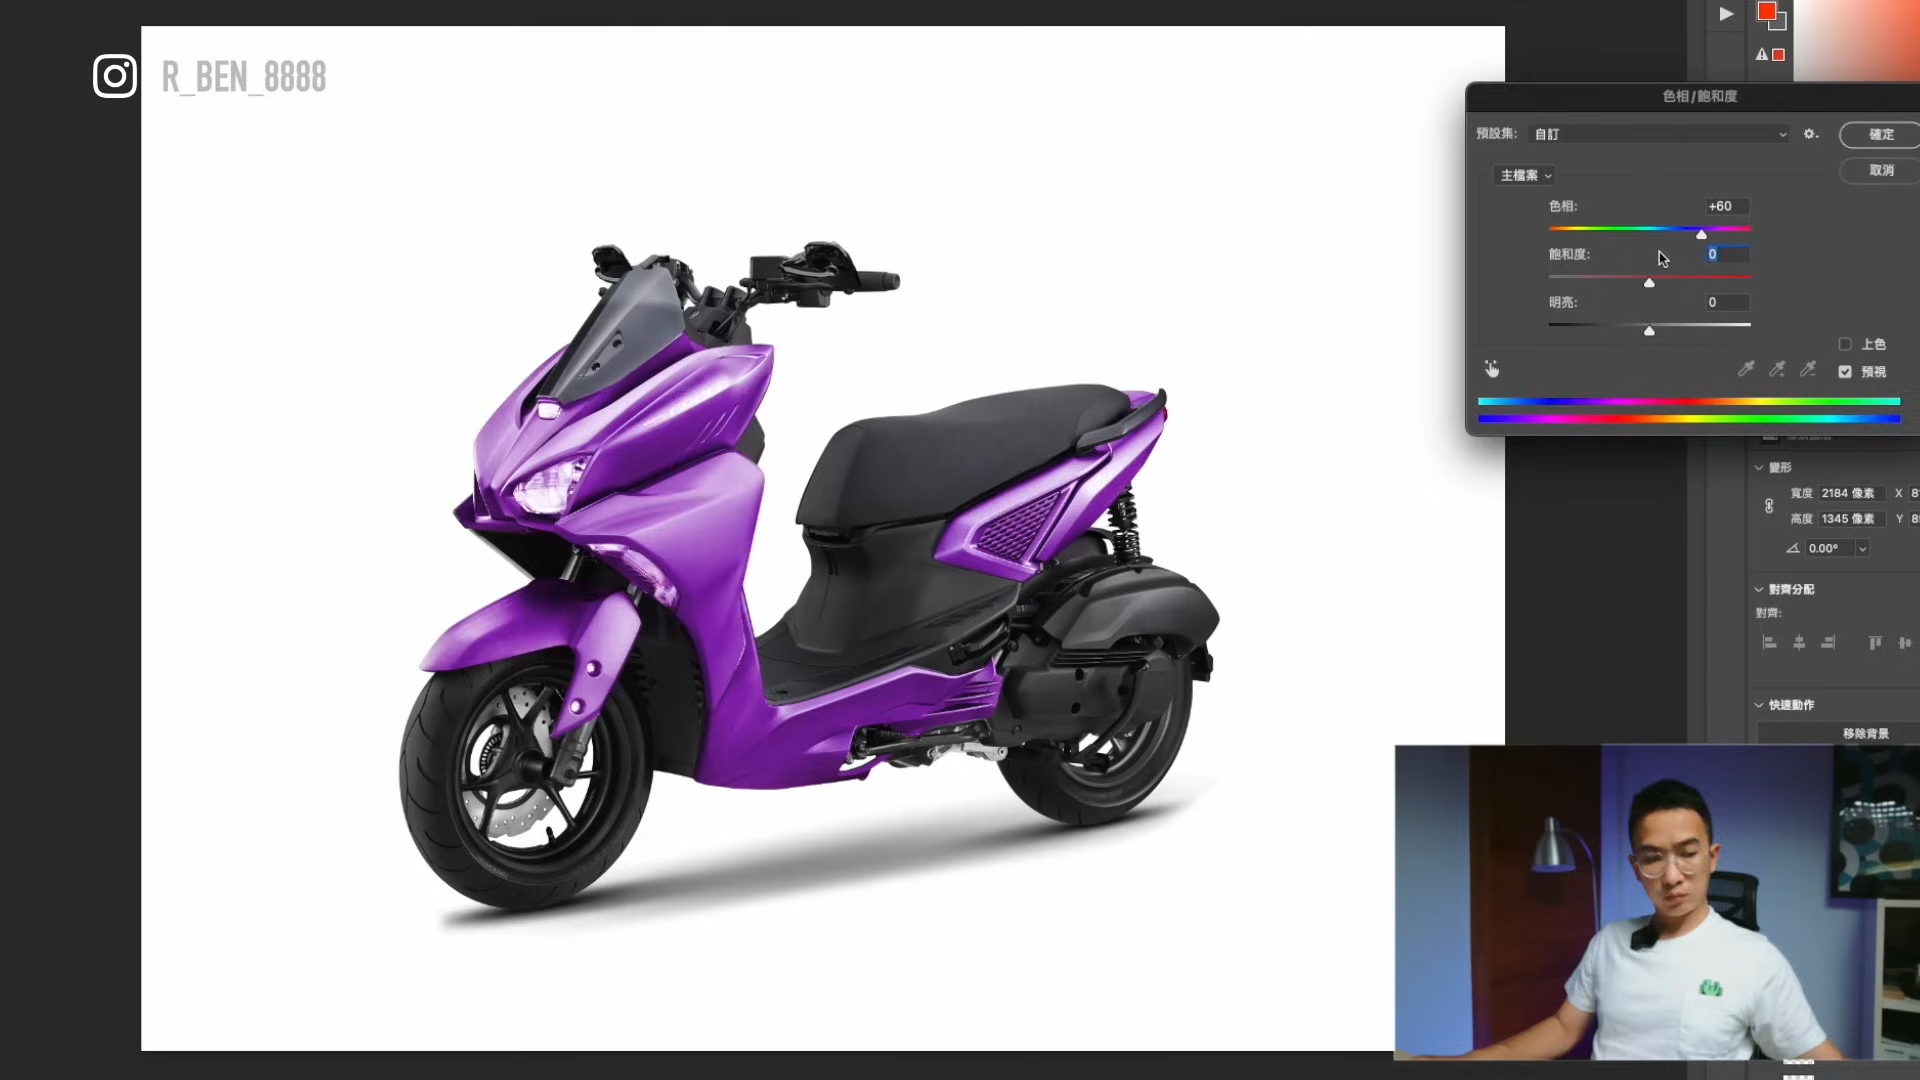 R_BEN_8888
色相/飽和度
預設集: 自訂
確定
取消
主檔案
色相: +60
飽和度: 0
明亮: 0
上色
預視
變形
寬度 2184 像素 X
高度 1345 像素 Y
0.00°
對齊分配
對齊:
快速動作
移除背景